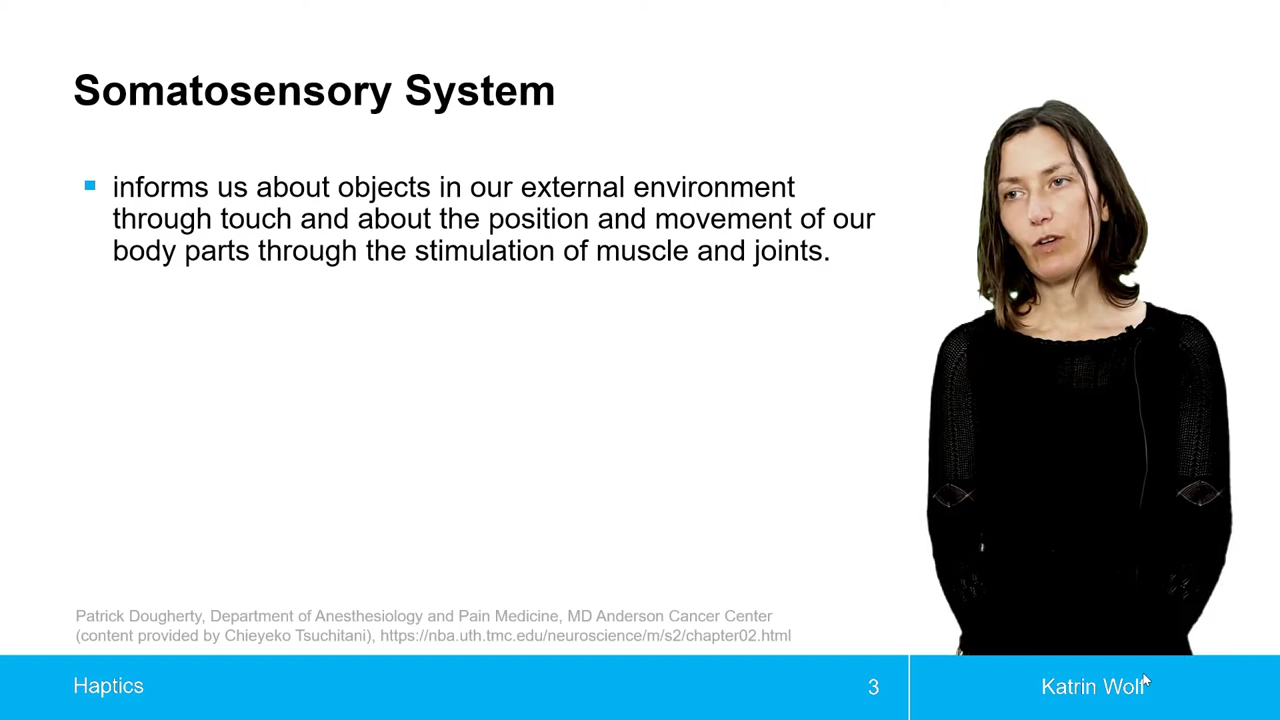 Somatosensory System
informs us about objects in our external environment
through touch and about the position and movement of our
body parts through the stimulation of muscle and joints.
Patrick Dougherty, Department of Anesthesiology and Pain Medicine, MD Anderson Cancer Center
(content provided by Chieyeko Tsuchitani), https://nba.uth.tmc.edu/neuroscience/m/s2/chapter02.html
Haptics
3
Katrin Wolf